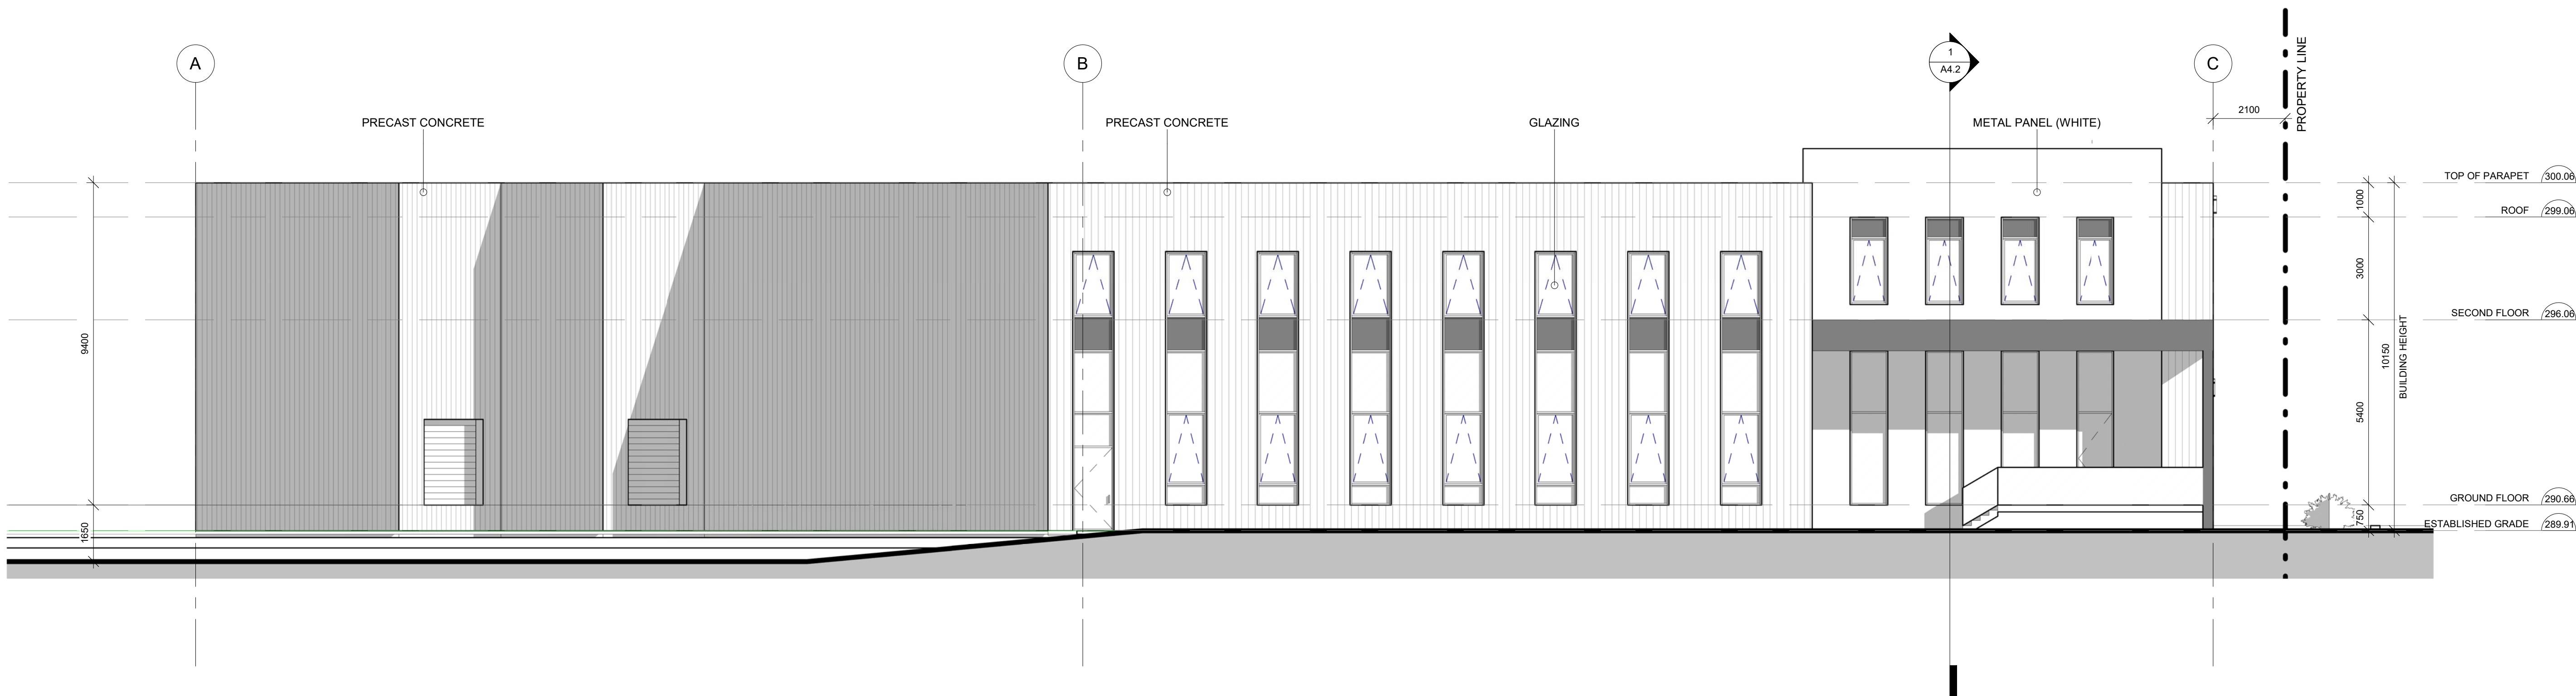 A
B
1
A4.2
C
PROPERTY LINE
2100
PRECAST CONCRETE
PRECAST CONCRETE
GLAZING
METAL PANEL (WHITE)
TOP OF PARAPET 300.06
1000
ROOF 299.06
3000
SECOND FLOOR 296.06
9400
10150
BUILDING HEIGHT
5400
GROUND FLOOR 290.66
1650
750
ESTABLISHED GRADE 289.91